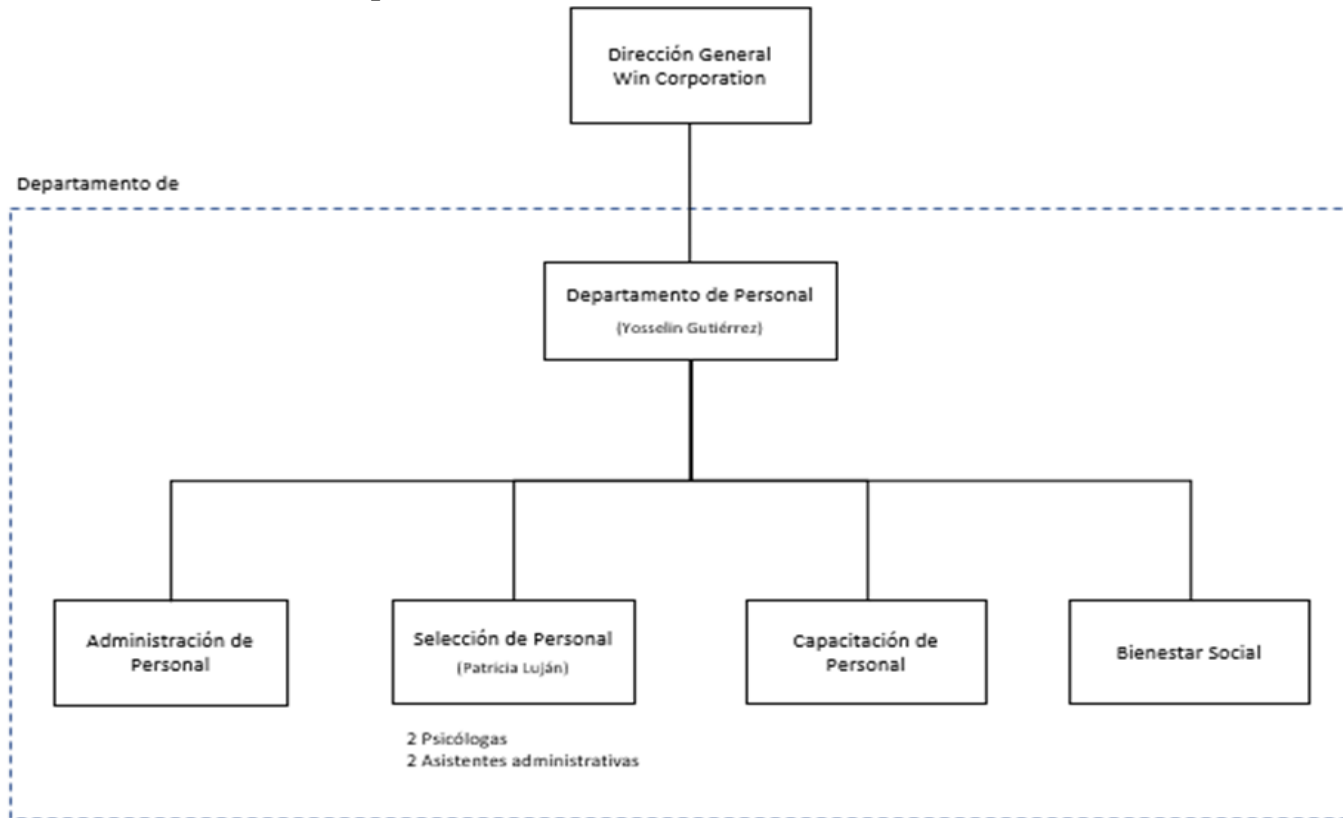 Dirección General
Win Corporation
Departamento de
Departamento de Personal
(Yosselin Gutiérrez)
Administración de
Personal
Selección de Personal
(Patricia Luján)
Capacitación de
Personal
Bienestar Social
2 Psicólogas
2 Asistentes administrativas